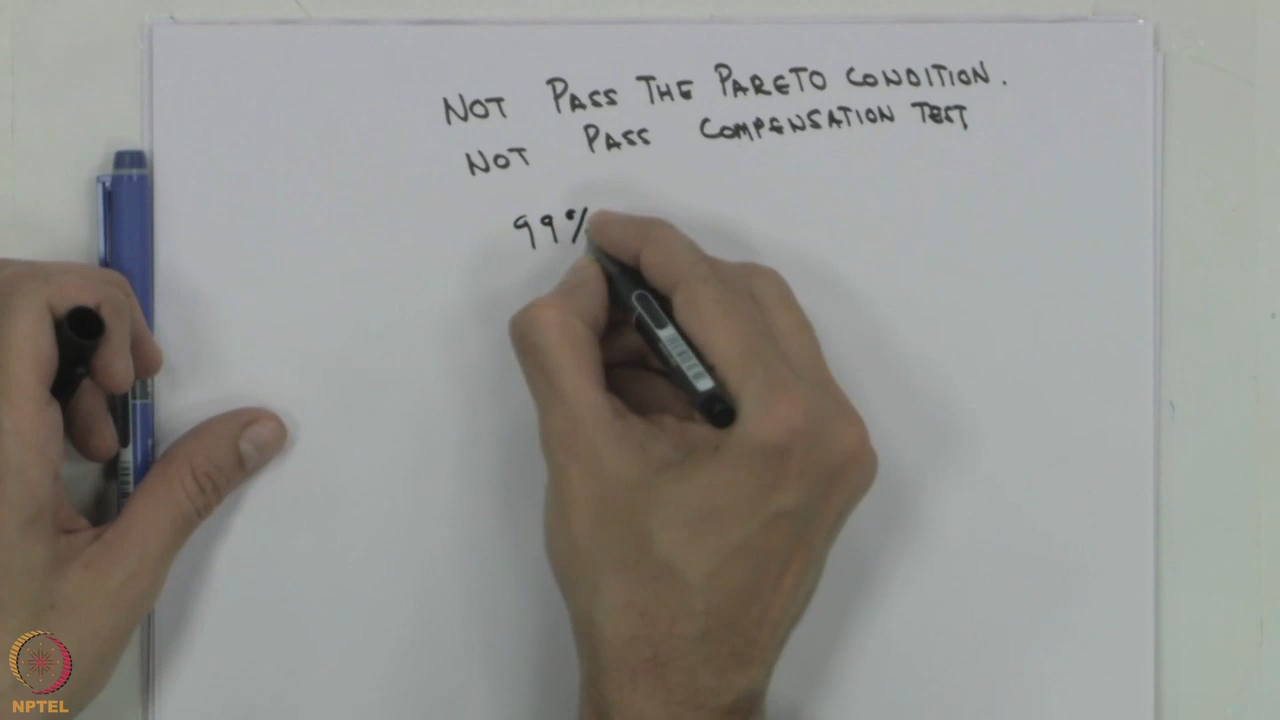 NOT PASS THE PARETO CONDITION.
NOT PASS COMPENSATION TEST
99%
NPTEL